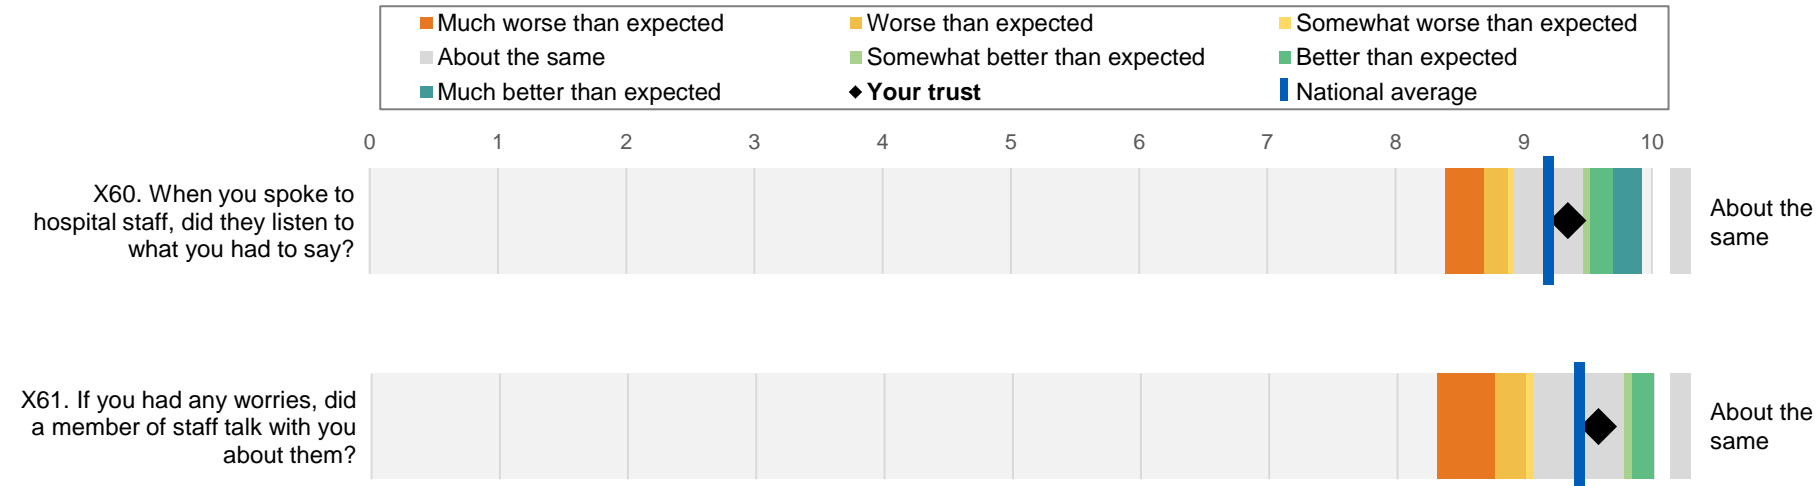 Much worse than expected
Worse than expected
Somewhat worse than expected
About the same
Somewhat better than expected
Better than expected
Much better than expected
Your trust
National average
0 1 2 3 4 5 6 7 8 9 10
X60. When you spoke to
hospital staff, did they listen to
what you had to say?
About the
same
X61. If you had any worries, did
a member of staff talk with you
about them?
About the
same